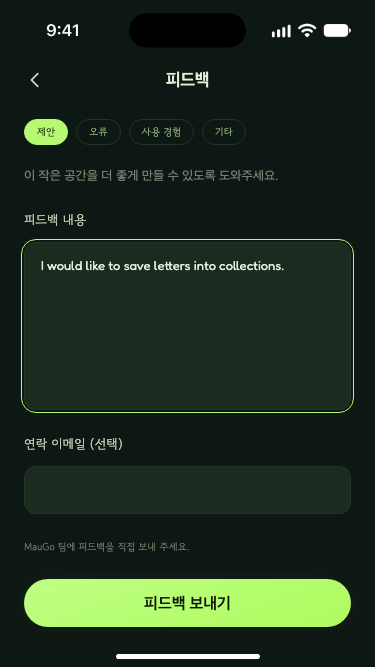 9:41
피드백
제안
오류
사용 경험
기타
이 작은 공간을 더 좋게 만들 수 있도록 도와주세요.
피드백 내용
I would like to save letters into collections.
연락 이메일 (선택)
MauGo 팀에 피드백을 직접 보내 주세요.
피드백 보내기